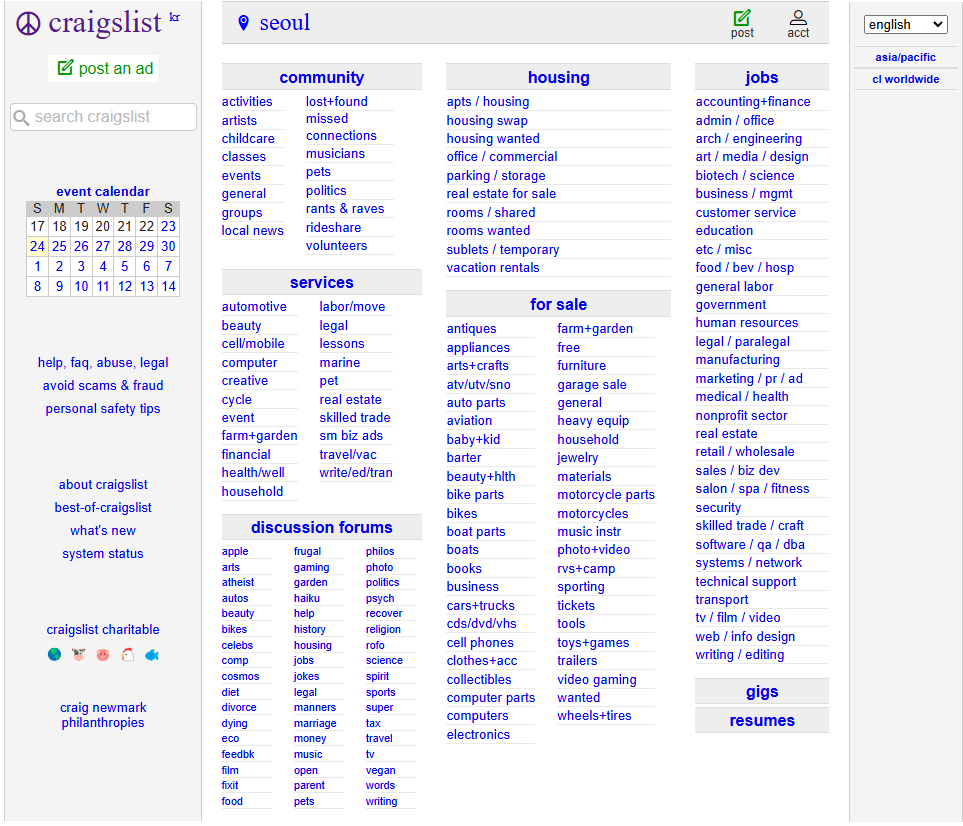 craigslist kr
post an ad
search craigslist
event calendar
S M T W T F S
17 18 19 20 21 22 23
24 25 26 27 28 29 30
1 2 3 4 5 6 7
8 9 10 11 12 13 14
help, faq, abuse, legal
avoid scams & fraud
personal safety tips
about craigslist
best-of-craigslist
what's new
system status
craigslist charitable
craig newmark
philanthropies
seoul
post
acct
community
activities
artists
childcare
classes
events
general
groups
local news
lost+found
missed
connections
musicians
pets
politics
rants & raves
rideshare
volunteers
services
automotive
beauty
cell/mobile
computer
creative
cycle
event
farm+garden
financial
health/well
household
labor/move
legal
lessons
marine
pet
real estate
skilled trade
sm biz ads
travel/vac
write/ed/tran
discussion forums
apple
arts
atheist
autos
beauty
bikes
celebs
comp
cosmos
diet
divorce
dying
eco
feedbk
film
fixit
food
frugal
gaming
garden
haiku
help
history
housing
jobs
jokes
legal
manners
marriage
money
music
open
parent
pets
philos
photo
politics
psych
recover
religion
rofo
science
spirit
sports
super
tax
travel
tv
vegan
words
writing
housing
apts / housing
housing swap
housing wanted
office / commercial
parking / storage
real estate for sale
rooms / shared
rooms wanted
sublets / temporary
vacation rentals
for sale
antiques
appliances
arts+crafts
atv/utv/sno
auto parts
aviation
baby+kid
barter
beauty+hlth
bike parts
bikes
boat parts
boats
books
business
cars+trucks
cds/dvd/vhs
cell phones
clothes+acc
collectibles
computer parts
computers
electronics
farm+garden
free
furniture
garage sale
general
heavy equip
household
jewelry
materials
motorcycle parts
motorcycles
music instr
photo+video
rvs+camp
sporting
tickets
tools
toys+games
trailers
video gaming
wanted
wheels+tires
jobs
accounting+finance
admin / office
arch / engineering
art / media / design
biotech / science
business / mgmt
customer service
education
etc / misc
food / bev / hosp
general labor
government
human resources
legal / paralegal
manufacturing
marketing / pr / ad
medical / health
nonprofit sector
real estate
retail / wholesale
sales / biz dev
salon / spa / fitness
security
skilled trade / craft
software / qa / dba
systems / network
technical support
transport
tv / film / video
web / info design
writing / editing
gigs
resumes
english
asia/pacific
cl worldwide